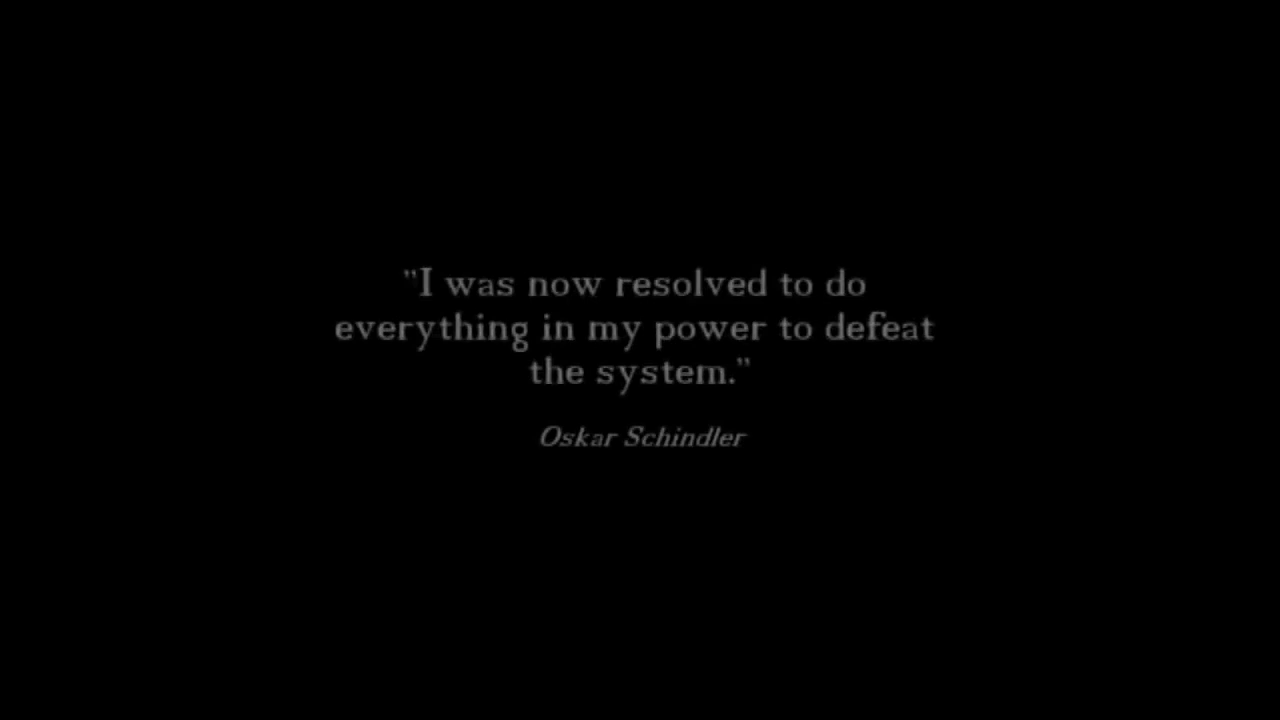 "I was now resolved to do
everything in my power to defeat
the system."
Oskar Schindler